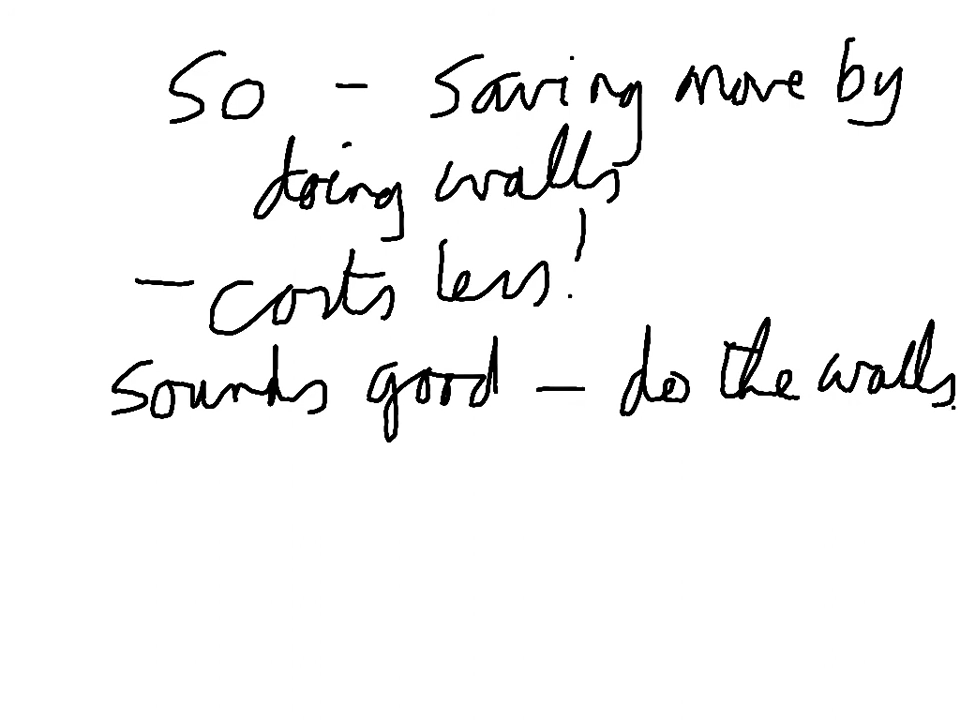 So - Saving more by
doing walls
- costs less!
Sounds good - do the walls.